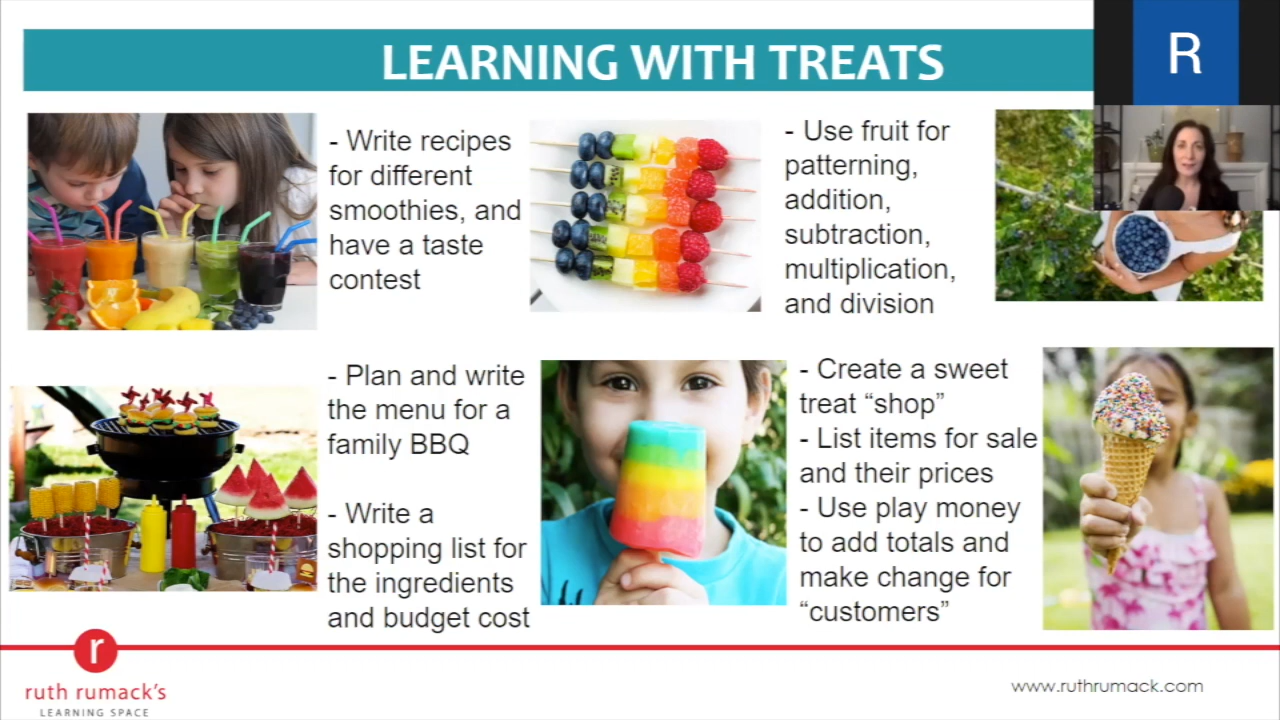 LEARNING WITH TREATS
R
- Write recipes
for different
smoothies, and
have a taste
contest
- Use fruit for
patterning,
addition,
subtraction,
multiplication,
and division
- Plan and write
the menu for a
family BBQ
- Write a
shopping list for
the ingredients
and budget cost
- Create a sweet
treat “shop”
- List items for sale
and their prices
- Use play money
to add totals and
make change for
“customers”
r
ruth rumack's
LEARNING SPACE
www.ruthrumack.com